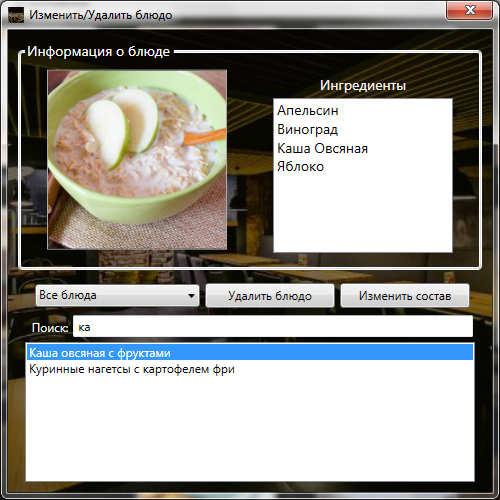 Изменить/Удалить блюдо
Информация о блюде
Ингредиенты
Апельсин
Виноград
Каша Овсяная
Яблоко
Все блюда
Удалить блюдо
Изменить состав
Поиск: ка
Каша овсяная с фруктами
Куринные нагетсы с картофелем фри